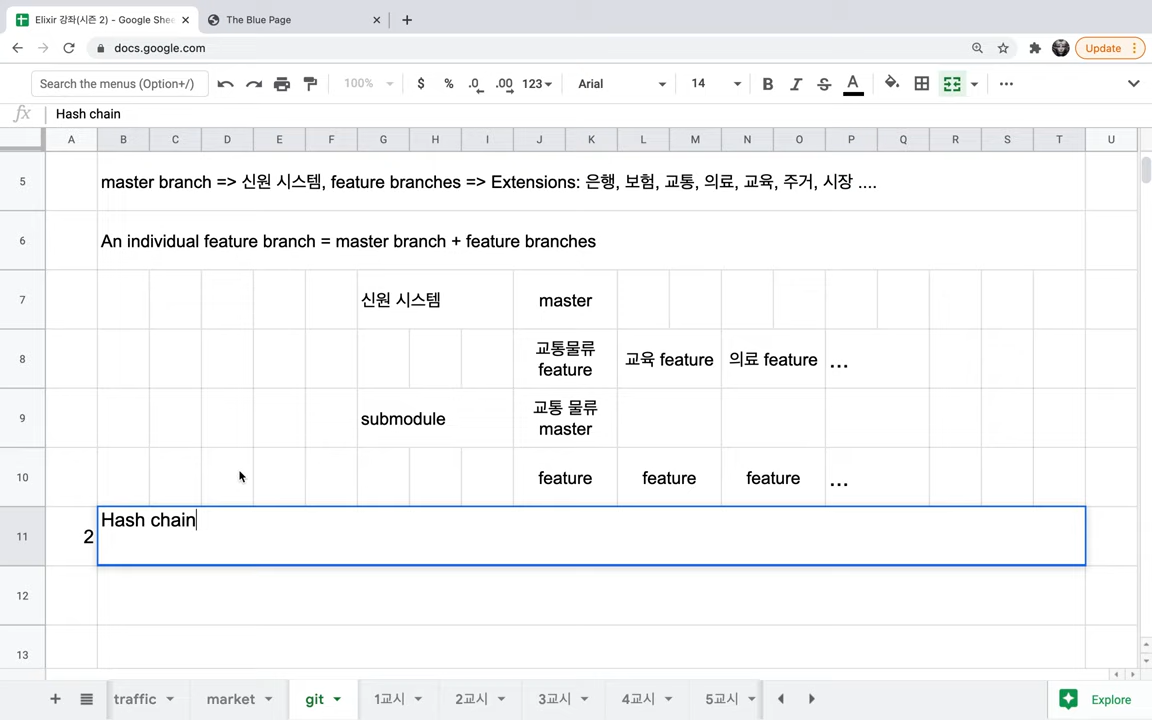 Elixir 강좌(시즌 2) - Google Shee
The Blue Page
docs.google.com
Update
Search the menus (Option+/)
100%
$ % .0 .00 123
Arial
14
B I S A
fx Hash chain
A B C D E F G H I J K L M N O P Q R S T U
5 master branch => 신원 시스템, feature branches => Extensions: 은행, 보험, 교통, 의료, 교육, 주거, 시장 ....
6 An individual feature branch = master branch + feature branches
7 신원 시스템 master
8 교통물류 feature 교육 feature 의료 feature ...
9 submodule 교통 물류 master
10 feature feature feature ...
11 2 Hash chain
12
13
traffic market git 1교시 2교시 3교시 4교시 5교시
Explore